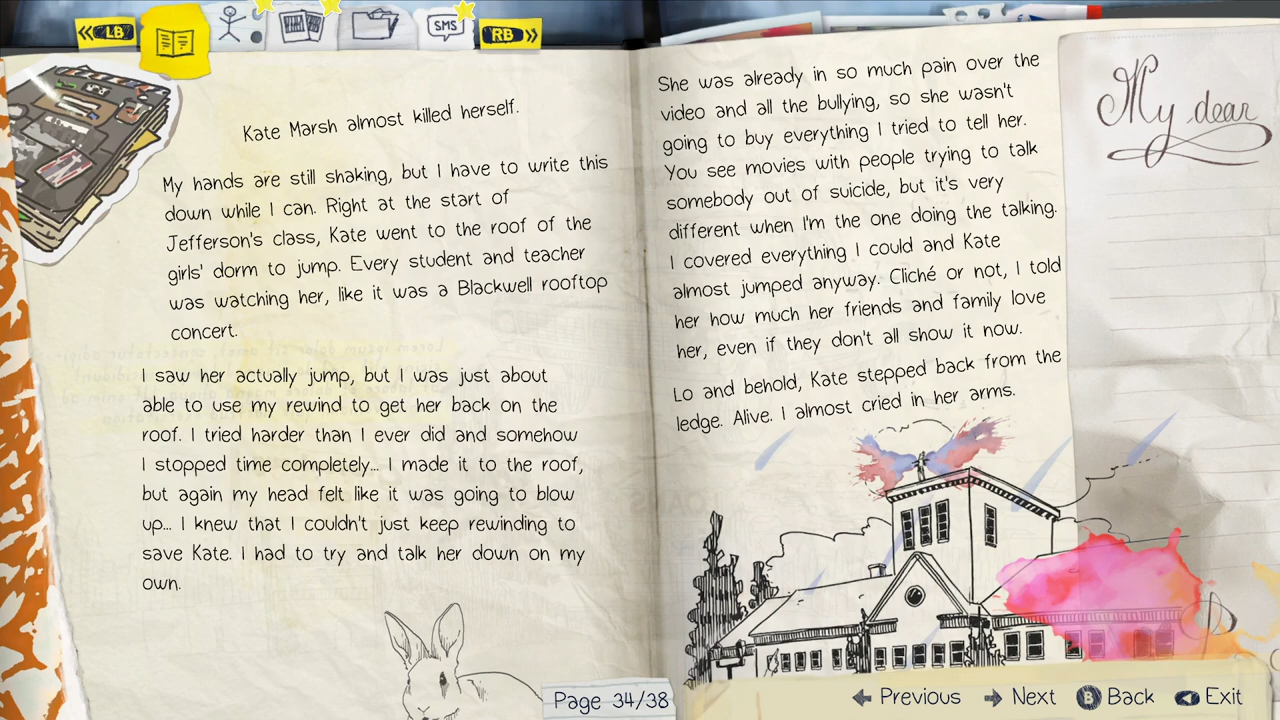 LB
SMS
RB
Kate Marsh almost killed herself.
My hands are still shaking, but I have to write this
down while I can. Right at the start of
Jefferson's class, Kate went to the roof of the
girls' dorm to jump. Every student and teacher
was watching her, like it was a Blackwell rooftop
concert.
I saw her actually jump, but I was just about
able to use my rewind to get her back on the
roof. I tried harder than I ever did and somehow
I stopped time completely... I made it to the roof,
but again my head felt like it was going to blow
up... I knew that I couldn't just keep rewinding to
save Kate. I had to try and talk her down on my
own.
She was already in so much pain over the
video and all the bullying, so she wasn't
going to buy everything I tried to tell her.
You see movies with people trying to talk
somebody out of suicide, but it's very
different when I'm the one doing the talking.
I covered everything I could and Kate
almost jumped anyway. Cliché or not, I told
her how much her friends and family love
her, even if they don't all show it now.
Lo and behold, Kate stepped back from the
ledge. Alive. I almost cried in her arms.
My dear
Page 34/38
Previous
Next
B Back
Exit